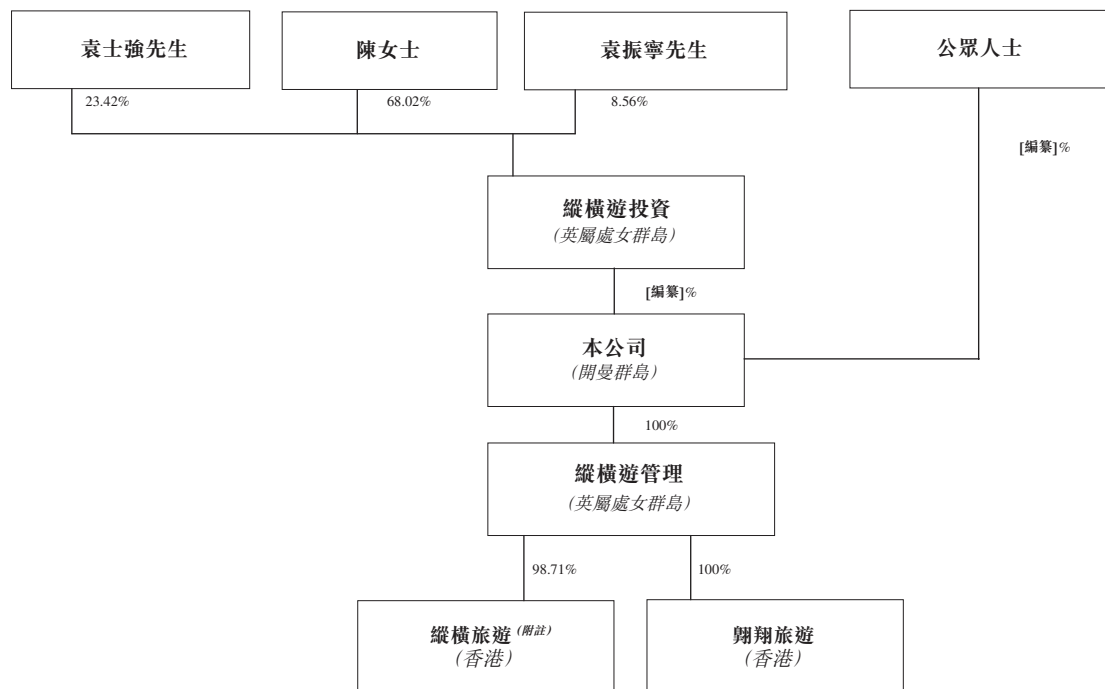 袁士強先生
陳女士
袁振寧先生
公眾人士
23.42%
68.02%
8.56%
[編纂]%
縱橫遊投資
(英屬處女群島)
[編纂]%
本公司
(開曼群島)
100%
縱橫遊管理
(英屬處女群島)
98.71%
100%
縱橫旅遊(附註)
(香港)
翺翔旅遊
(香港)